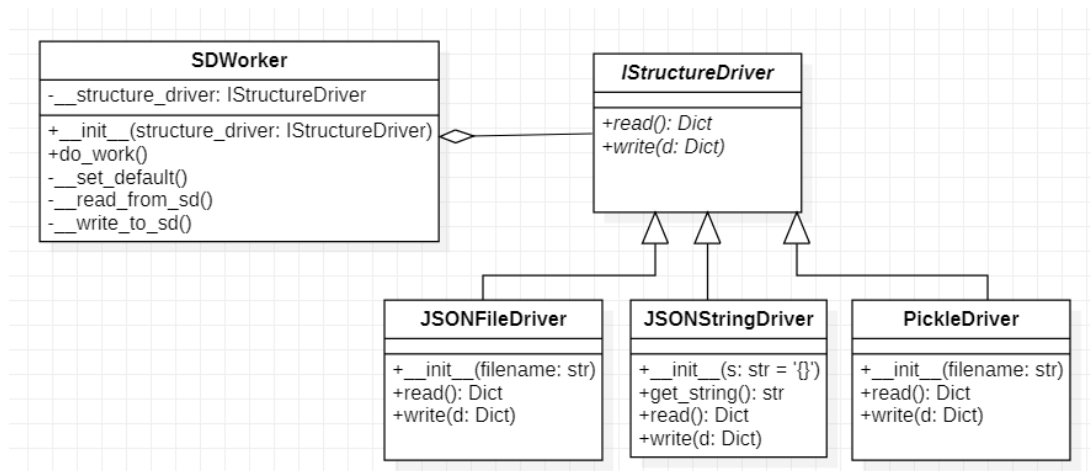 SDWorker
-__structure_driver: IStructureDriver
+__init__(structure_driver: IStructureDriver)
+do_work()
-__set_default()
-__read_from_sd()
-__write_to_sd()
IStructureDriver
+read(): Dict
+write(d: Dict)
JSONFileDriver
+__init__(filename: str)
+read(): Dict
+write(d: Dict)
JSONStringDriver
+__init__(s: str = '{}')
+get_string(): str
+read(): Dict
+write(d: Dict)
PickleDriver
+__init__(filename: str)
+read(): Dict
+write(d: Dict)